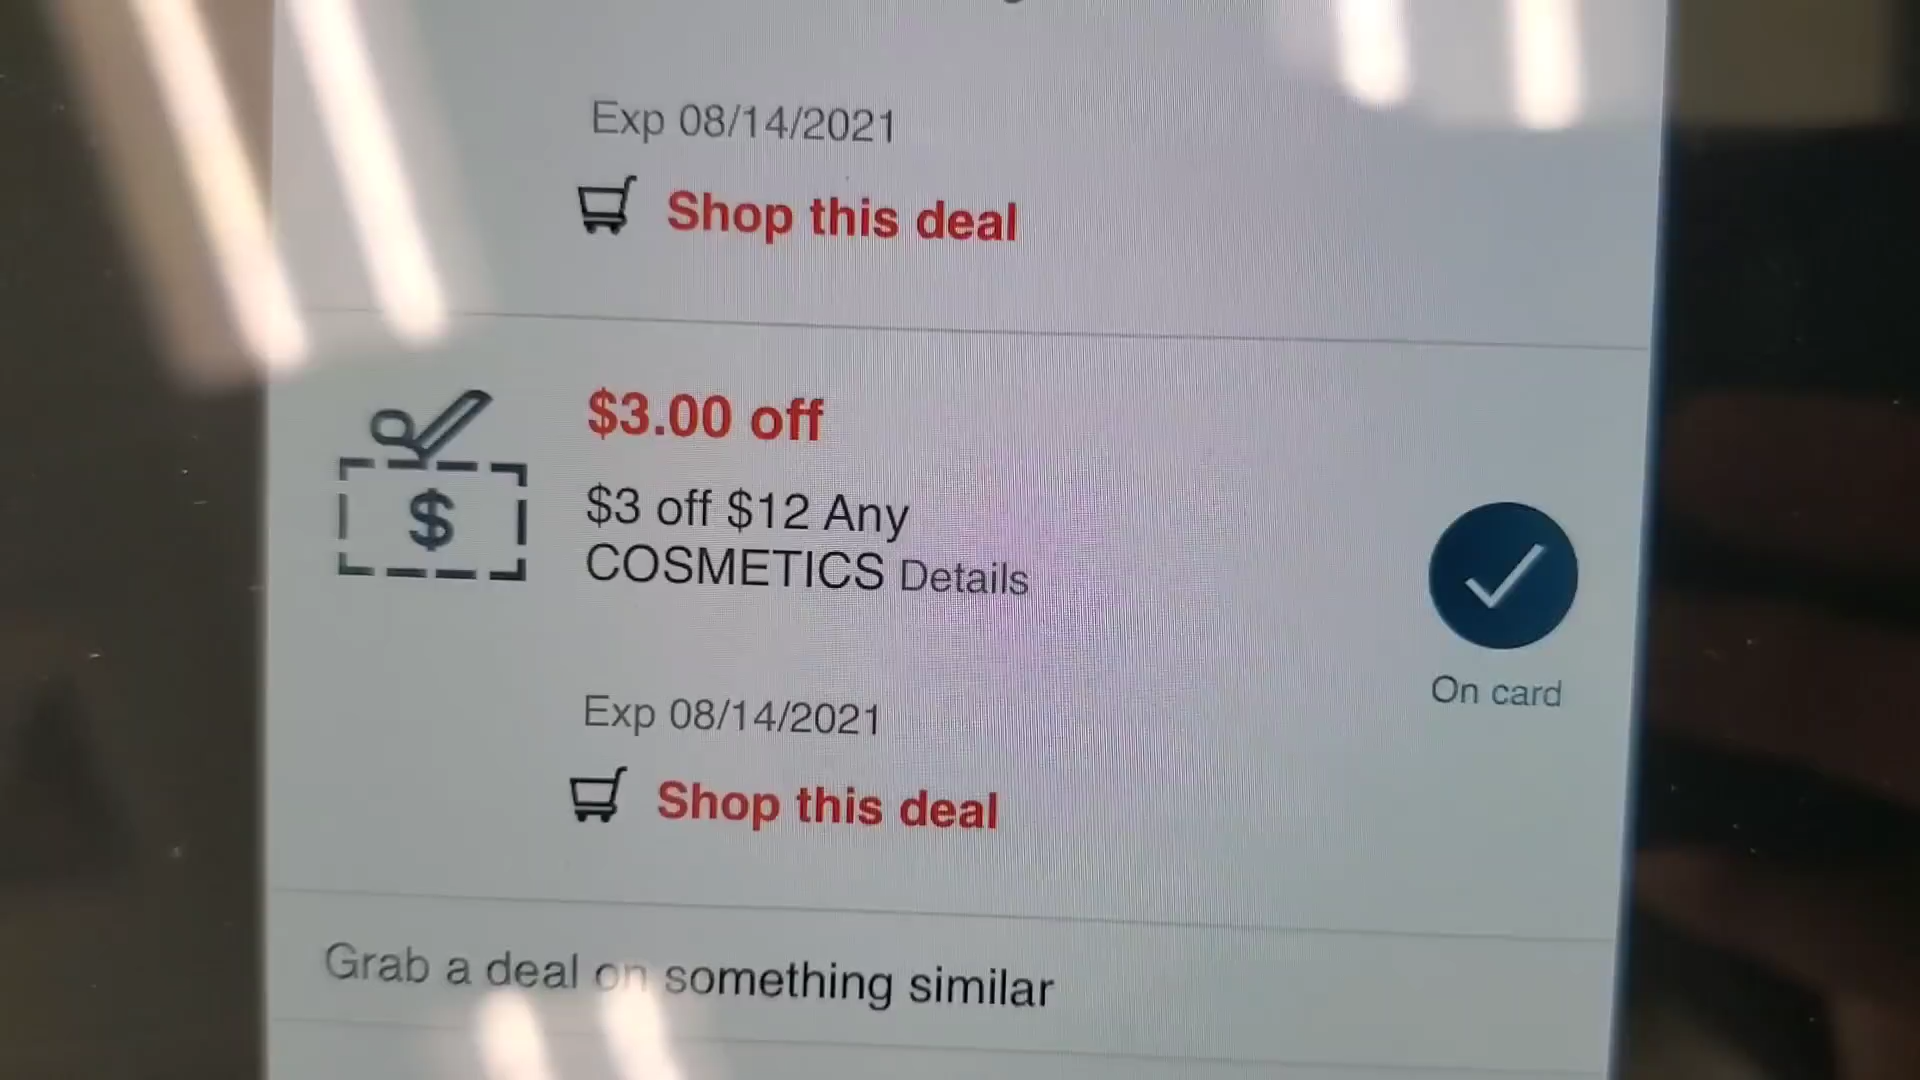 Exp 08/14/2021
Shop this deal
$3.00 off
$3 off $12 Any
COSMETICS Details
$
On card
Exp 08/14/2021
Shop this deal
Grab a deal on something similar